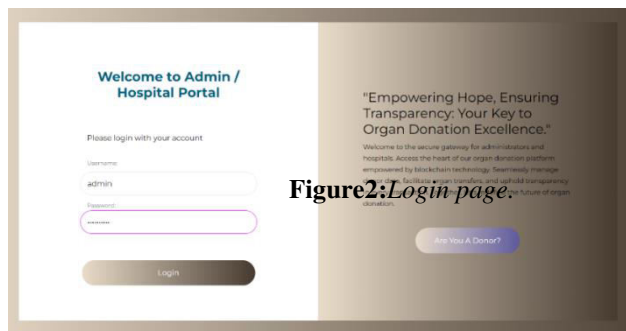 Welcome to Admin /
Hospital Portal
Please login with your account
Username
admin
Password
Login
"Empowering Hope, Ensuring
Transparency: Your Key to
Organ Donation Excellence."
Welcome to the secure gateway for administrators and
hospitals. Access the heart of our organ donation platform
empowered by blockchain technology. Seamlessly manage
facilitate organ transfers, and uphold transparency
the future of organ
donation.
Figure2:Login page.
Are You A Donor?